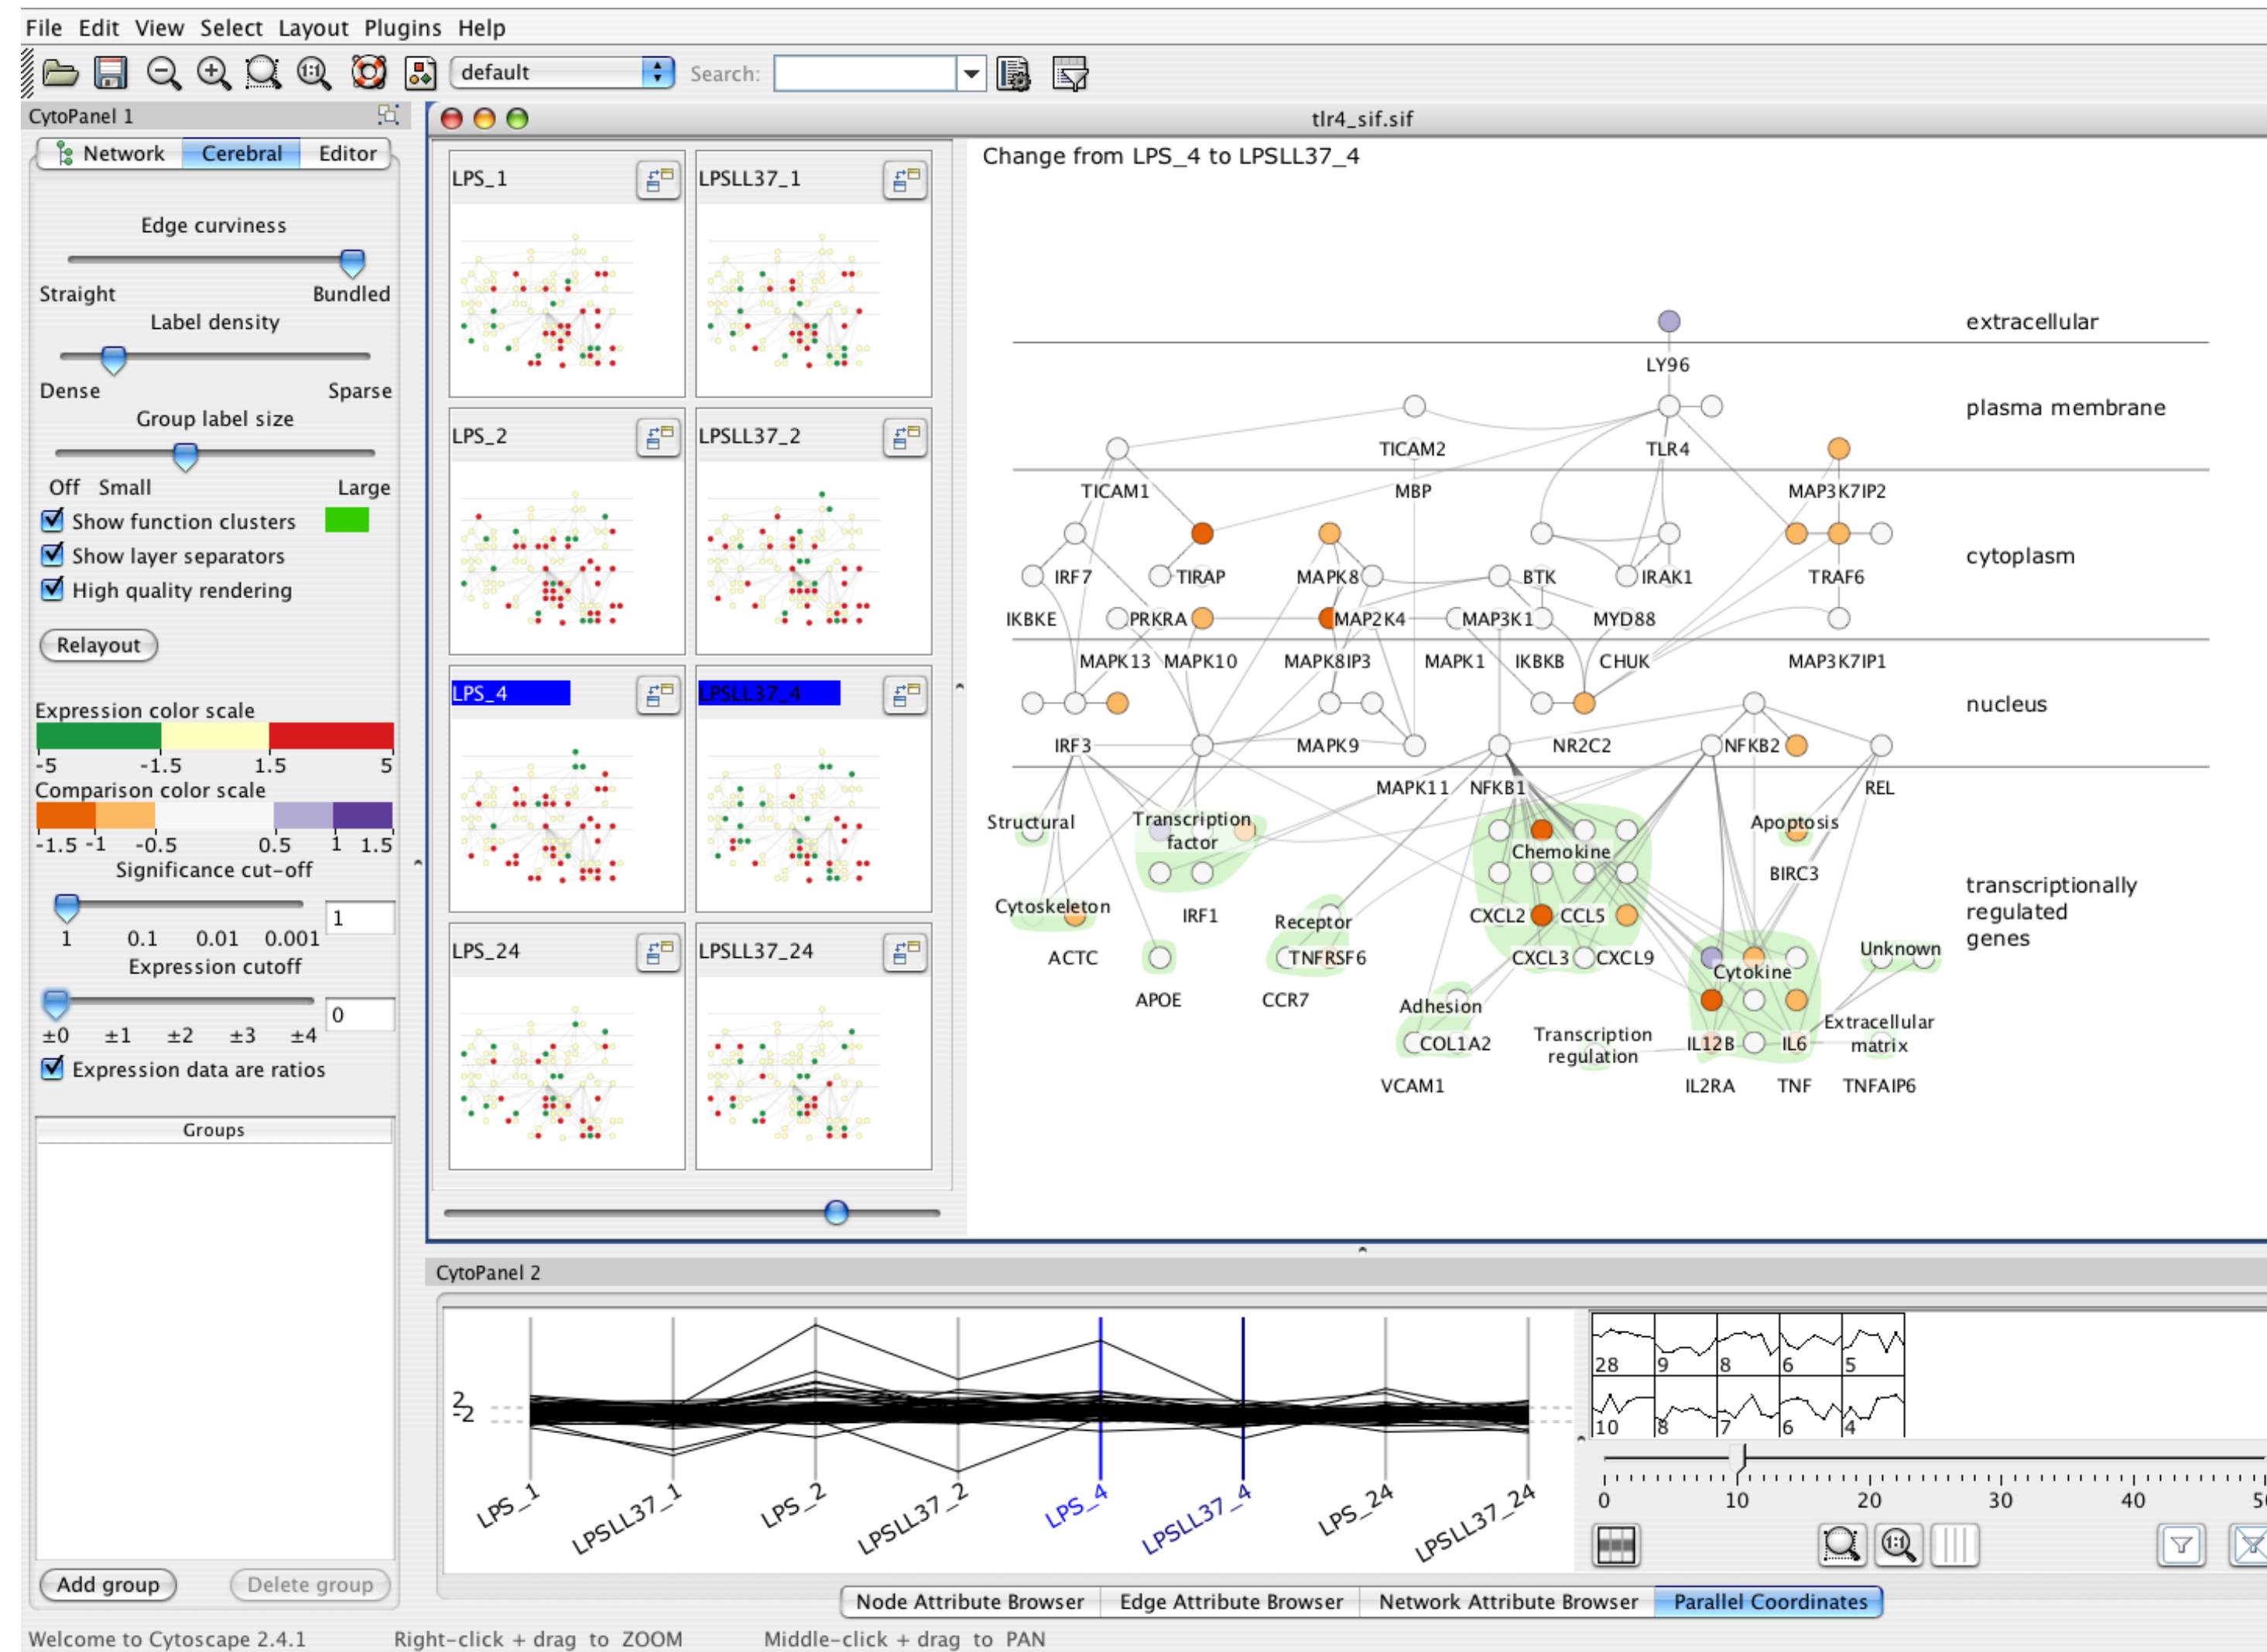 File Edit View Select Layout Plugins Help
default Search:
CytoPanel 1
tlr4_sif.sif
Network Cerebral Editor
Edge curviness
Straight Bundled
Label density
Dense Sparse
Group label size
Off Small Large
Show function clusters
Show layer separators
High quality rendering
Relayout
Expression color scale
-5 -1.5 1.5 5
Comparison color scale
-1.5 -1 -0.5 0.5 1 1.5
Significance cut-off
1
1 0.1 0.01 0.001
Expression cutoff
0
±0 ±1 ±2 ±3 ±4
Expression data are ratios
Groups
Add group Delete group
LPS_1 LPSLL37_1
LPS_2 LPSLL37_2
LPS_4 LPSLL37_4
LPS_24 LPSLL37_24
Change from LPS_4 to LPSLL37_4
extracellular
LY96
plasma membrane
TICAM2 TLR4
TICAM1 MBP MAP3K7IP2
cytoplasm
IRF7 TIRAP MAPK8 BTK IRAK1 TRAF6
IKBKE PRKRA MAP2K4 MAP3K1 MYD88
MAPK13 MAPK10 MAPK8IP3 MAPK1 IKBKB CHUK MAP3K7IP1
nucleus
IRF3 MAPK9 NR2C2 NFKB2
MAPK11 NFKB1 REL
Structural Transcription Apoptosis
factor Chemokine
BIRC3
transcriptionally
regulated
genes
Cytoskeleton IRF1 Receptor CXCL2 CCL5
ACTC TNFRSF6 CXCL3 CXCL9 Unknown
Cytokine
APOE CCR7 Adhesion
Extracellular
matrix
Transcription
regulation
COL1A2 IL12B IL6
VCAM1 IL2RA TNF TNFAIP6
CytoPanel 2
2
-2
LPS_1 LPSLL37_1 LPS_2 LPSLL37_2 LPS_4 LPSLL37_4 LPS_24 LPSLL37_24
28 9 8 6 5
10 8 7 6 4
0 10 20 30 40
Node Attribute Browser Edge Attribute Browser Network Attribute Browser Parallel Coordinates
Welcome to Cytoscape 2.4.1 Right-click + drag to ZOOM Middle-click + drag to PAN